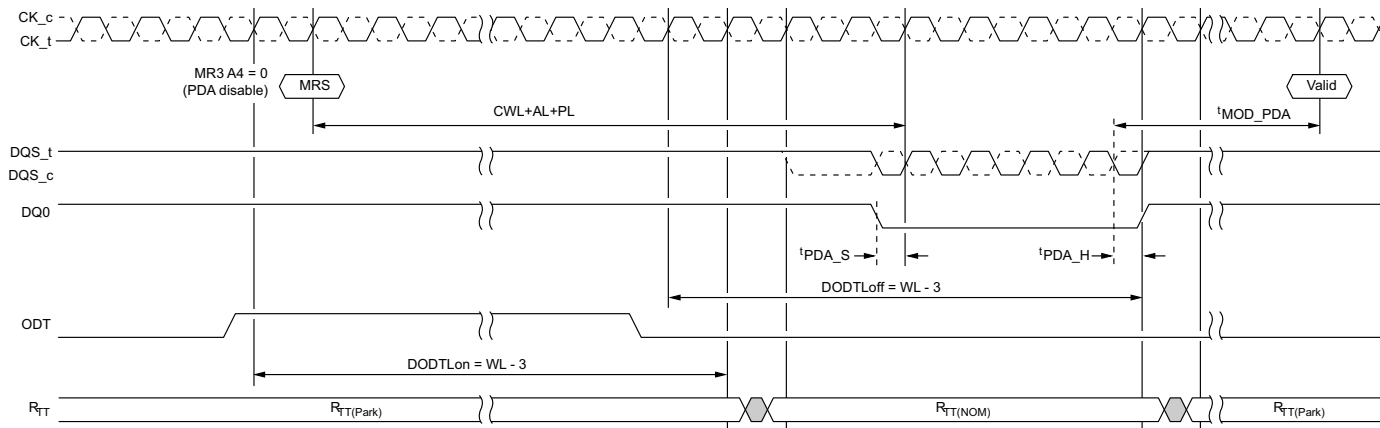 CK_c
CK_t
MR3 A4 = 0
(PDA disable)
MRS
Valid
CWL+AL+PL
tMOD_PDA
DQS_t
DQS_c
DQ0
tPDA_S
tPDA_H
DODTLoff = WL - 3
ODT
DODTLon = WL - 3
RTT
RTT(Park)
RTT(NOM)
RTT(Park)